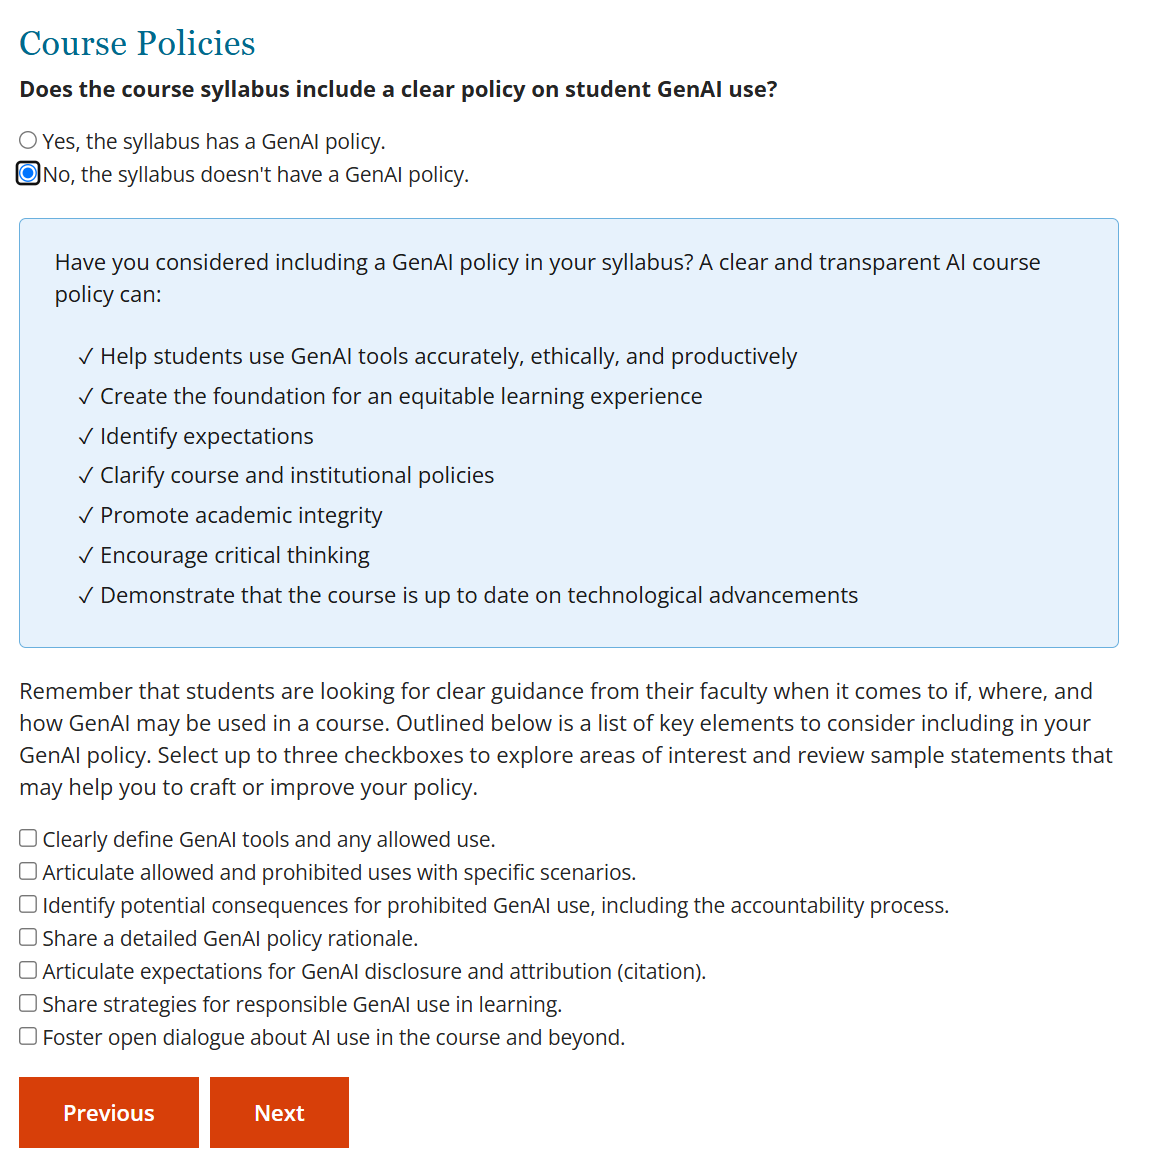 Course Policies
Does the course syllabus include a clear policy on student GenAI use?
Yes, the syllabus has a GenAI policy.
No, the syllabus doesn't have a GenAI policy.
Have you considered including a GenAI policy in your syllabus? A clear and transparent AI course
policy can:
✓ Help students use GenAI tools accurately, ethically, and productively
✓ Create the foundation for an equitable learning experience
✓ Identify expectations
✓ Clarify course and institutional policies
✓ Promote academic integrity
✓ Encourage critical thinking
✓ Demonstrate that the course is up to date on technological advancements
Remember that students are looking for clear guidance from their faculty when it comes to if, where, and
how GenAI may be used in a course. Outlined below is a list of key elements to consider including in your
GenAI policy. Select up to three checkboxes to explore areas of interest and review sample statements that
may help you to craft or improve your policy.
Clearly define GenAI tools and any allowed use.
Articulate allowed and prohibited uses with specific scenarios.
Identify potential consequences for prohibited GenAI use, including the accountability process.
Share a detailed GenAI policy rationale.
Articulate expectations for GenAI disclosure and attribution (citation).
Share strategies for responsible GenAI use in learning.
Foster open dialogue about AI use in the course and beyond.
Previous
Next